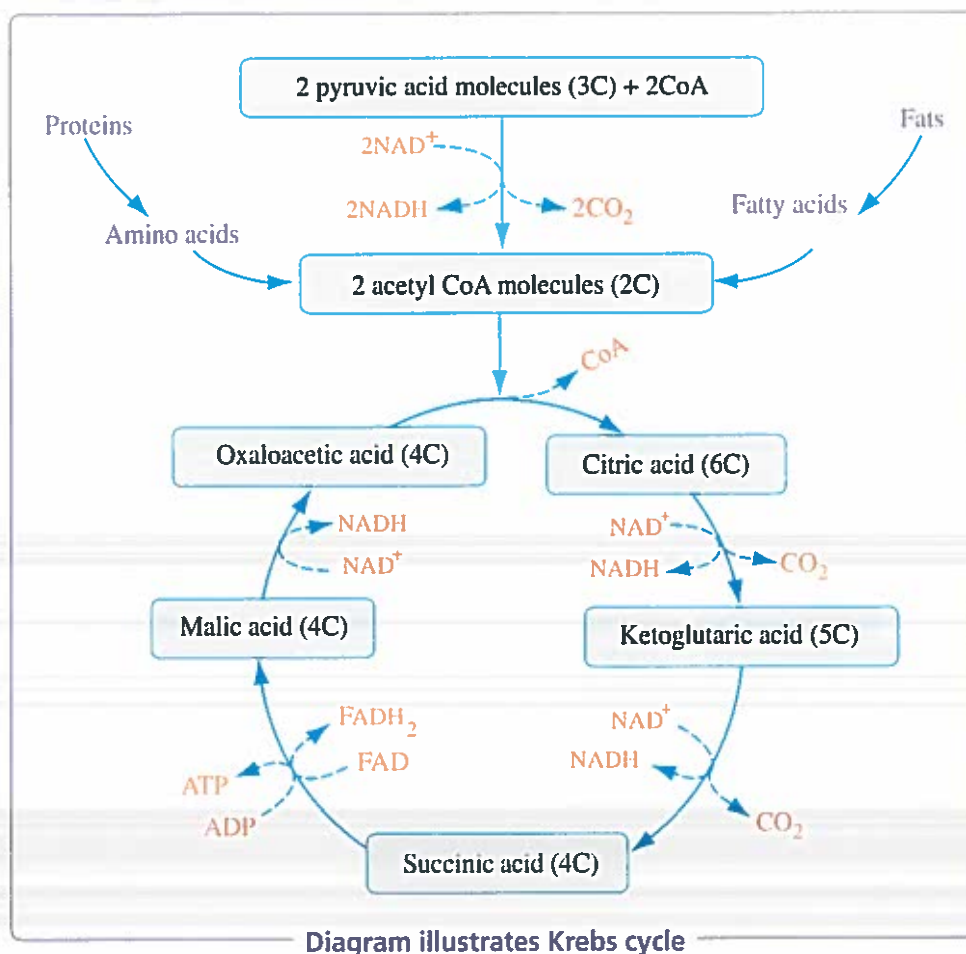 2 pyruvic acid molecules (3C) + 2CoA
Proteins
Fats
2NAD⁺
2NADH
2CO₂
Amino acids
Fatty acids
2 acetyl CoA molecules (2C)
CoA
Oxaloacetic acid (4C)
Citric acid (6C)
NADH
NAD⁺
NAD⁺
NADH
CO₂
Malic acid (4C)
Ketoglutaric acid (5C)
FADH₂
FAD
ATP
ADP
NAD⁺
NADH
CO₂
Succinic acid (4C)
Diagram illustrates Krebs cycle